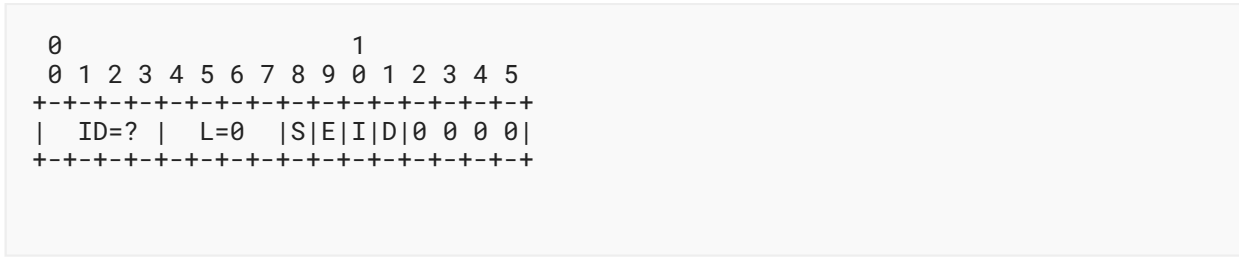 0                   1
 0 1 2 3 4 5 6 7 8 9 0 1 2 3 4 5
+-+-+-+-+-+-+-+-+-+-+-+-+-+-+-+-+
|  ID=? |  L=0  |S|E|I|D|0 0 0 0|
+-+-+-+-+-+-+-+-+-+-+-+-+-+-+-+-+